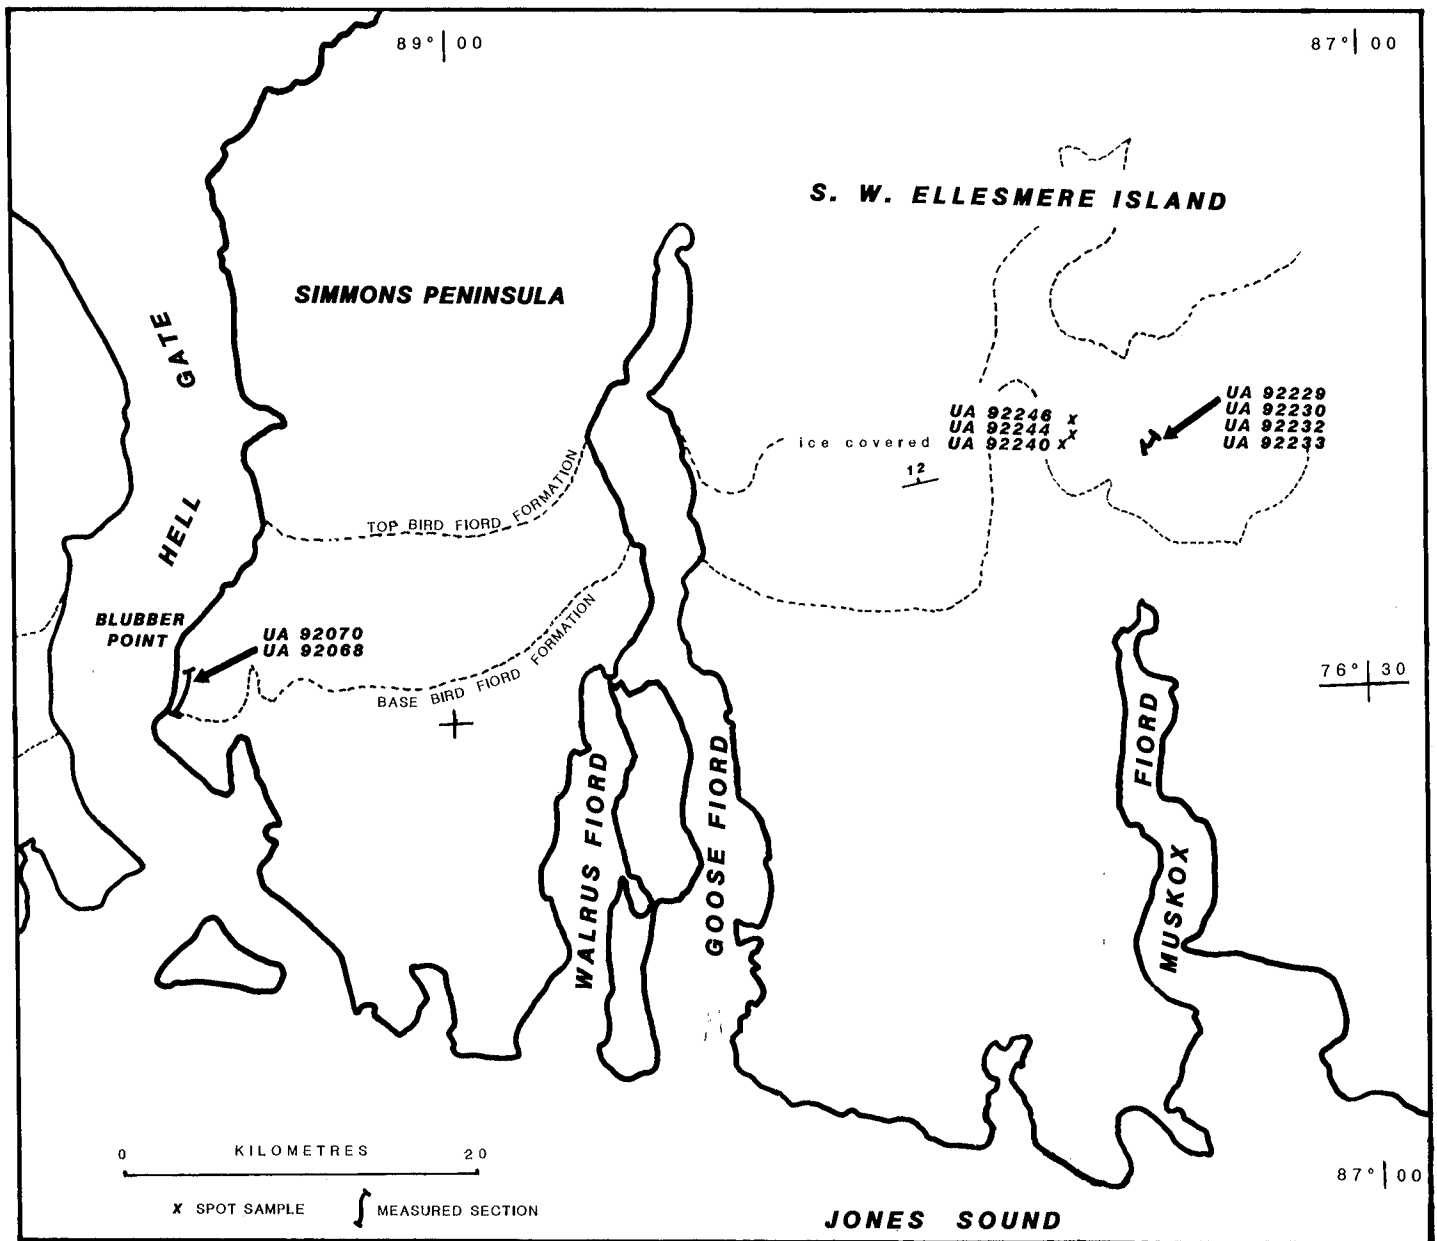 89° 00
87° 00
S. W. ELLESMERE ISLAND
SIMMONS PENINSULA
HELL GATE
UA 92246 x
UA 92244 x
UA 92240 x
UA 92229
UA 92230
UA 92232
UA 92233
ice covered
12
TOP BIRD FIORD FORMATION
BLUBBER
POINT
UA 92070
UA 92068
BASE BIRD FIORD FORMATION
76° 30
WALRUS FIORD
GOOSE FIORD
MUSKOX FIORD
0 KILOMETRES 20
x SPOT SAMPLE
MEASURED SECTION
87° 00
JONES SOUND